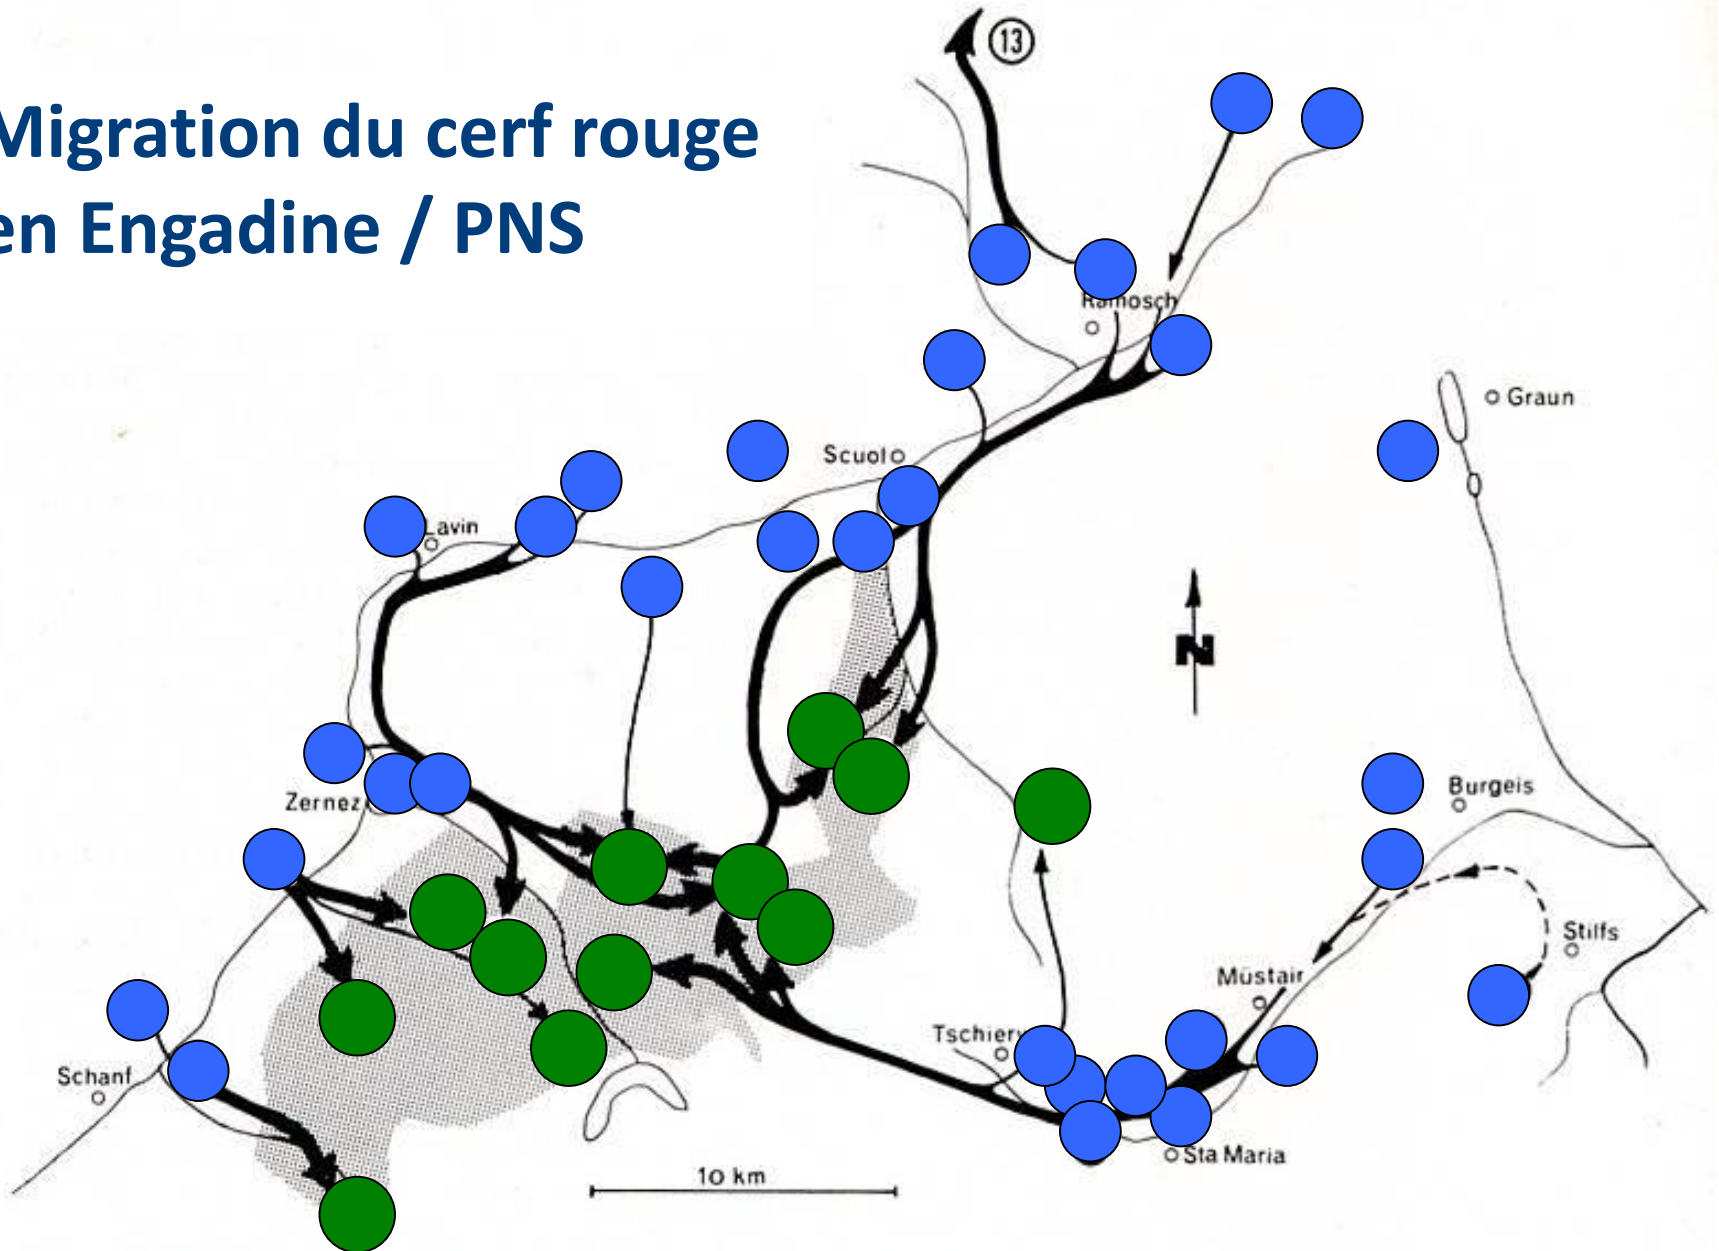 Migration du cerf rouge
en Engadine / PNS
13
Ramosch
Graun
Scuol
Lavin
N
Burgeis
Zernez
Stilfs
Müstair
Tschierv
Schanf
Sta Maria
10 km